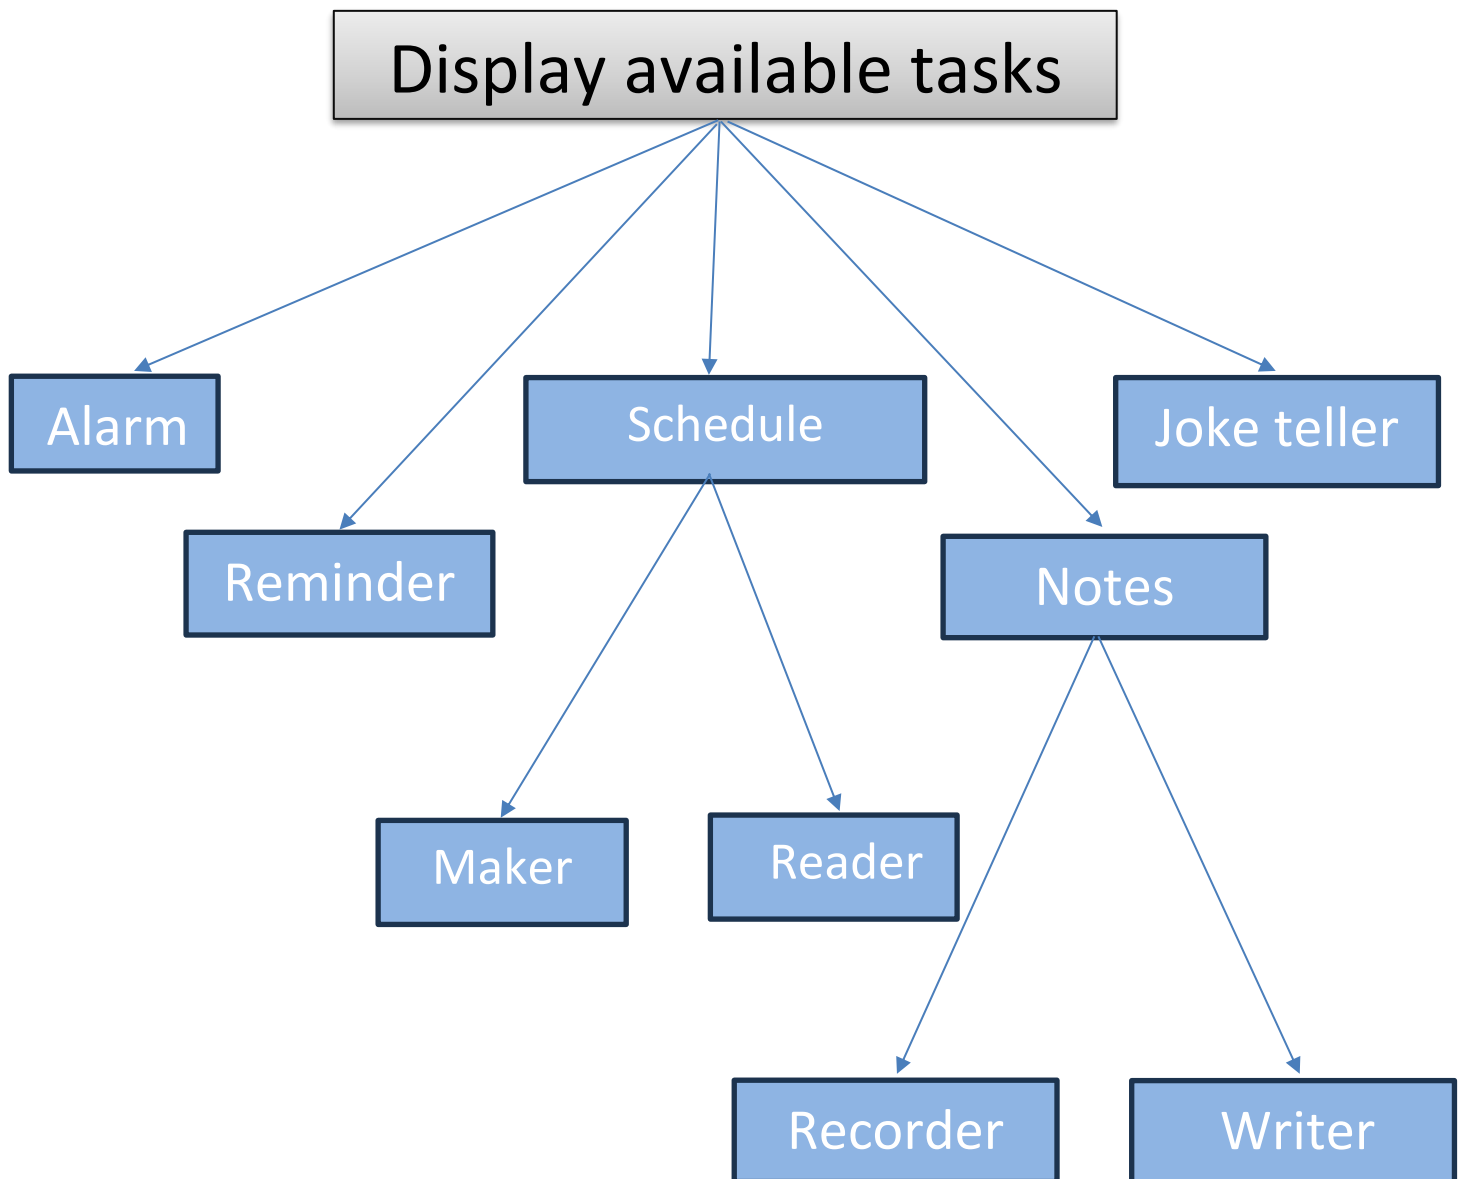 Display available tasks
Alarm
Schedule
Joke teller
Reminder
Notes
Maker
Reader
Recorder
Writer